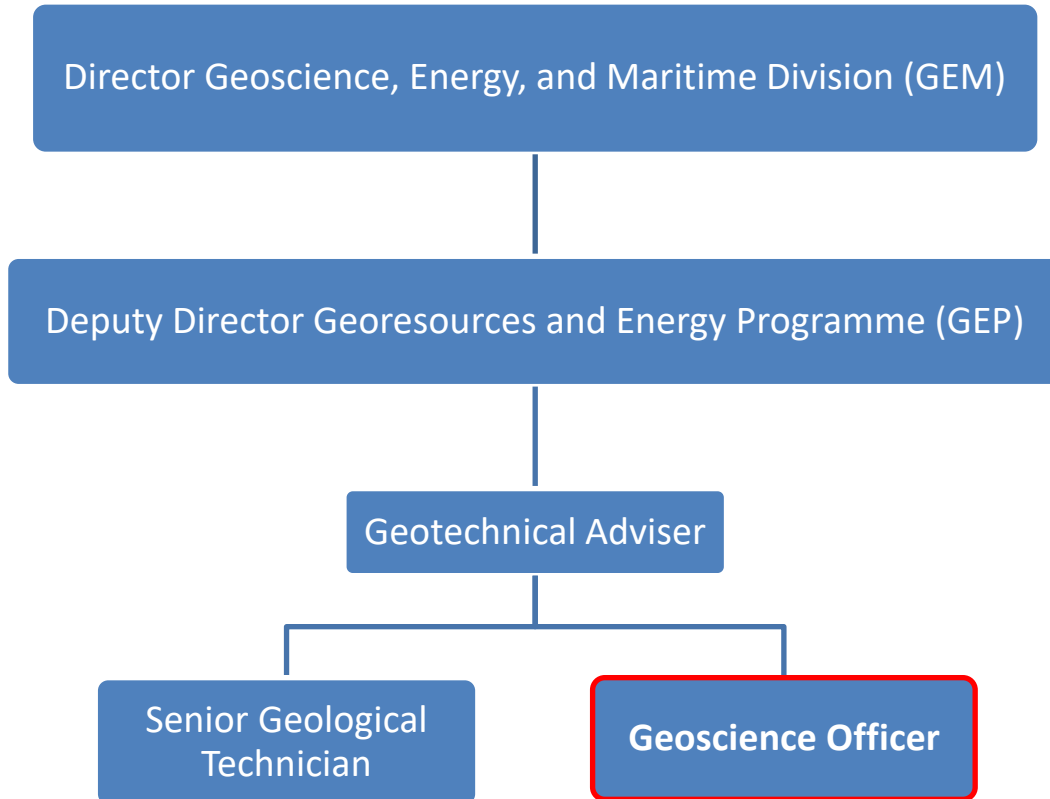 Director Geoscience, Energy, and Maritime Division (GEM)
Deputy Director Georesources and Energy Programme (GEP)
Geotechnical Adviser
Senior Geological
Technician
Geoscience Officer